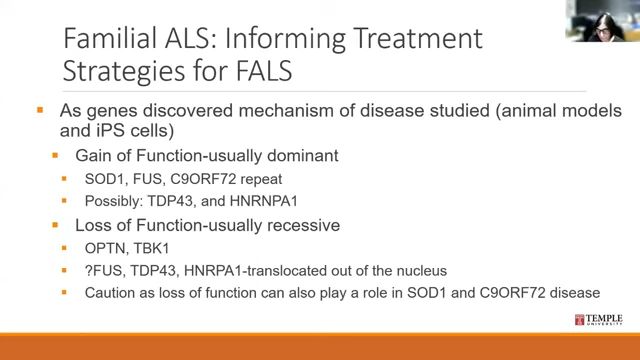 Familial ALS: Informing Treatment
Strategies for FALS
As genes discovered mechanism of disease studied (animal models
and iPS cells)
Gain of Function-usually dominant
SOD1, FUS, C9ORF72 repeat
Possibly: TDP43, and HNRNPA1
Loss of Function-usually recessive
OPTN, TBK1
?FUS, TDP43, HNRPA1-translocated out of the nucleus
Caution as loss of function can also play a role in SOD1 and C9ORF72 disease
TEMPLE
UNIVERSITY